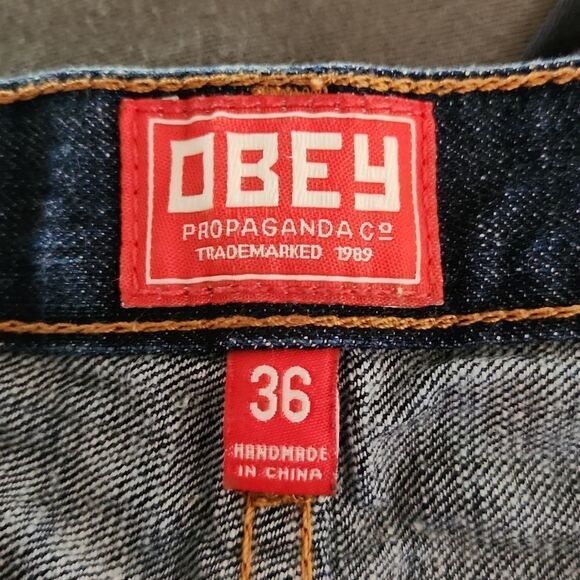 OBEY
PROPAGANDA Cº
TRADEMARKED 1989
36
HANDMADE
IN CHINA